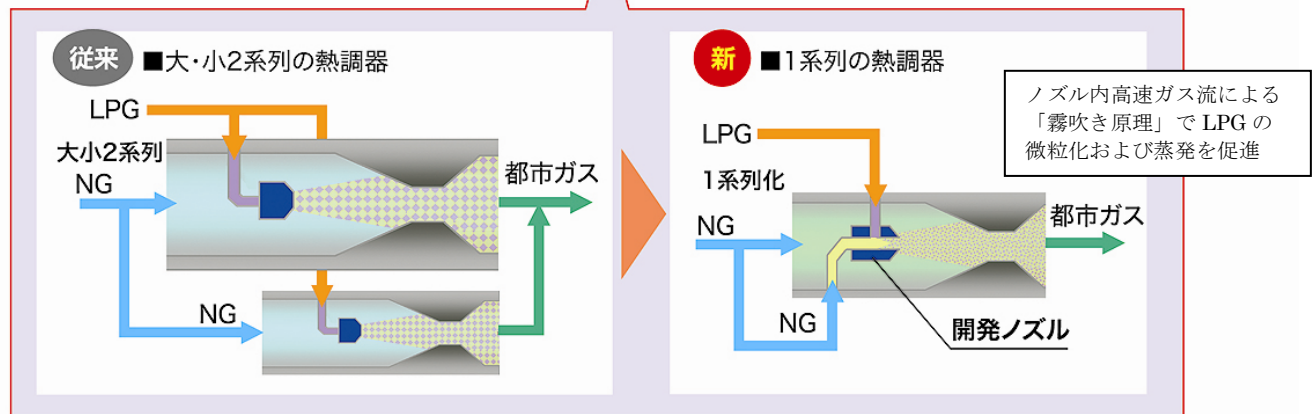 従来
■大・小2系列の熱調器
LPG
大小2系列
NG
都市ガス
NG
新
■1系列の熱調器
ノズル内高速ガス流による
「霧吹き原理」で LPG の
微粒化および蒸発を促進
LPG
1系列化
NG
都市ガス
NG
開発ノズル